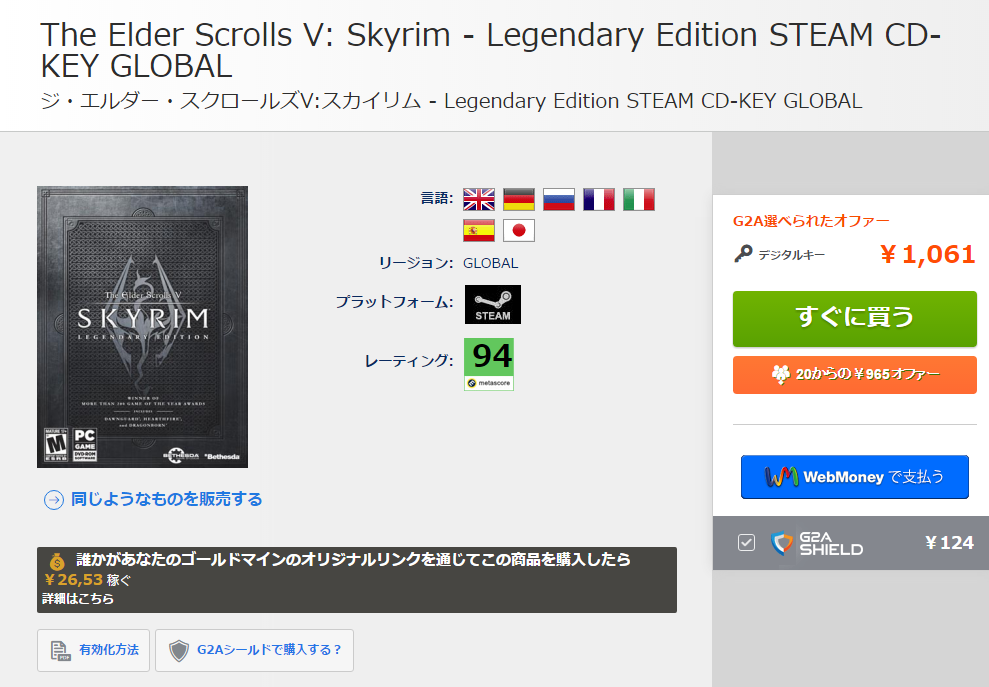 The Elder Scrolls V: Skyrim - Legendary Edition STEAM CD-
KEY GLOBAL
ジ・エルダー・スクロールズV:スカイリム - Legendary Edition STEAM CD-KEY GLOBAL
The Elder Scrolls V
SKYRIM
LEGENDARY EDITION
WINNER OF
MORE THAN 200 GAME OF THE YEAR AWARDS
INCLUDES
DAWNGUARD, HEARTHFIRE,
and DRAGONBORN
MATURE 17+
M
ESRB
PC
GAME
DVD-ROM
SOFTWARE
BETHESDA
Bethesda
同じようなものを販売する
言語:
リージョン: GLOBAL
プラットフォーム: STEAM
レーティング: 94
metascore
誰かがあなたのゴールドマインのオリジナルリンクを通じてこの商品を購入したら
￥26,53 稼ぐ
詳細はこちら
PDF 有効化方法
G2Aシールドで購入する？
G2A選べられたオファー
デジタルキー ￥1,061
すぐに買う
20からの￥965オファー
WebMoney で支払う
G2A
SHIELD
￥124